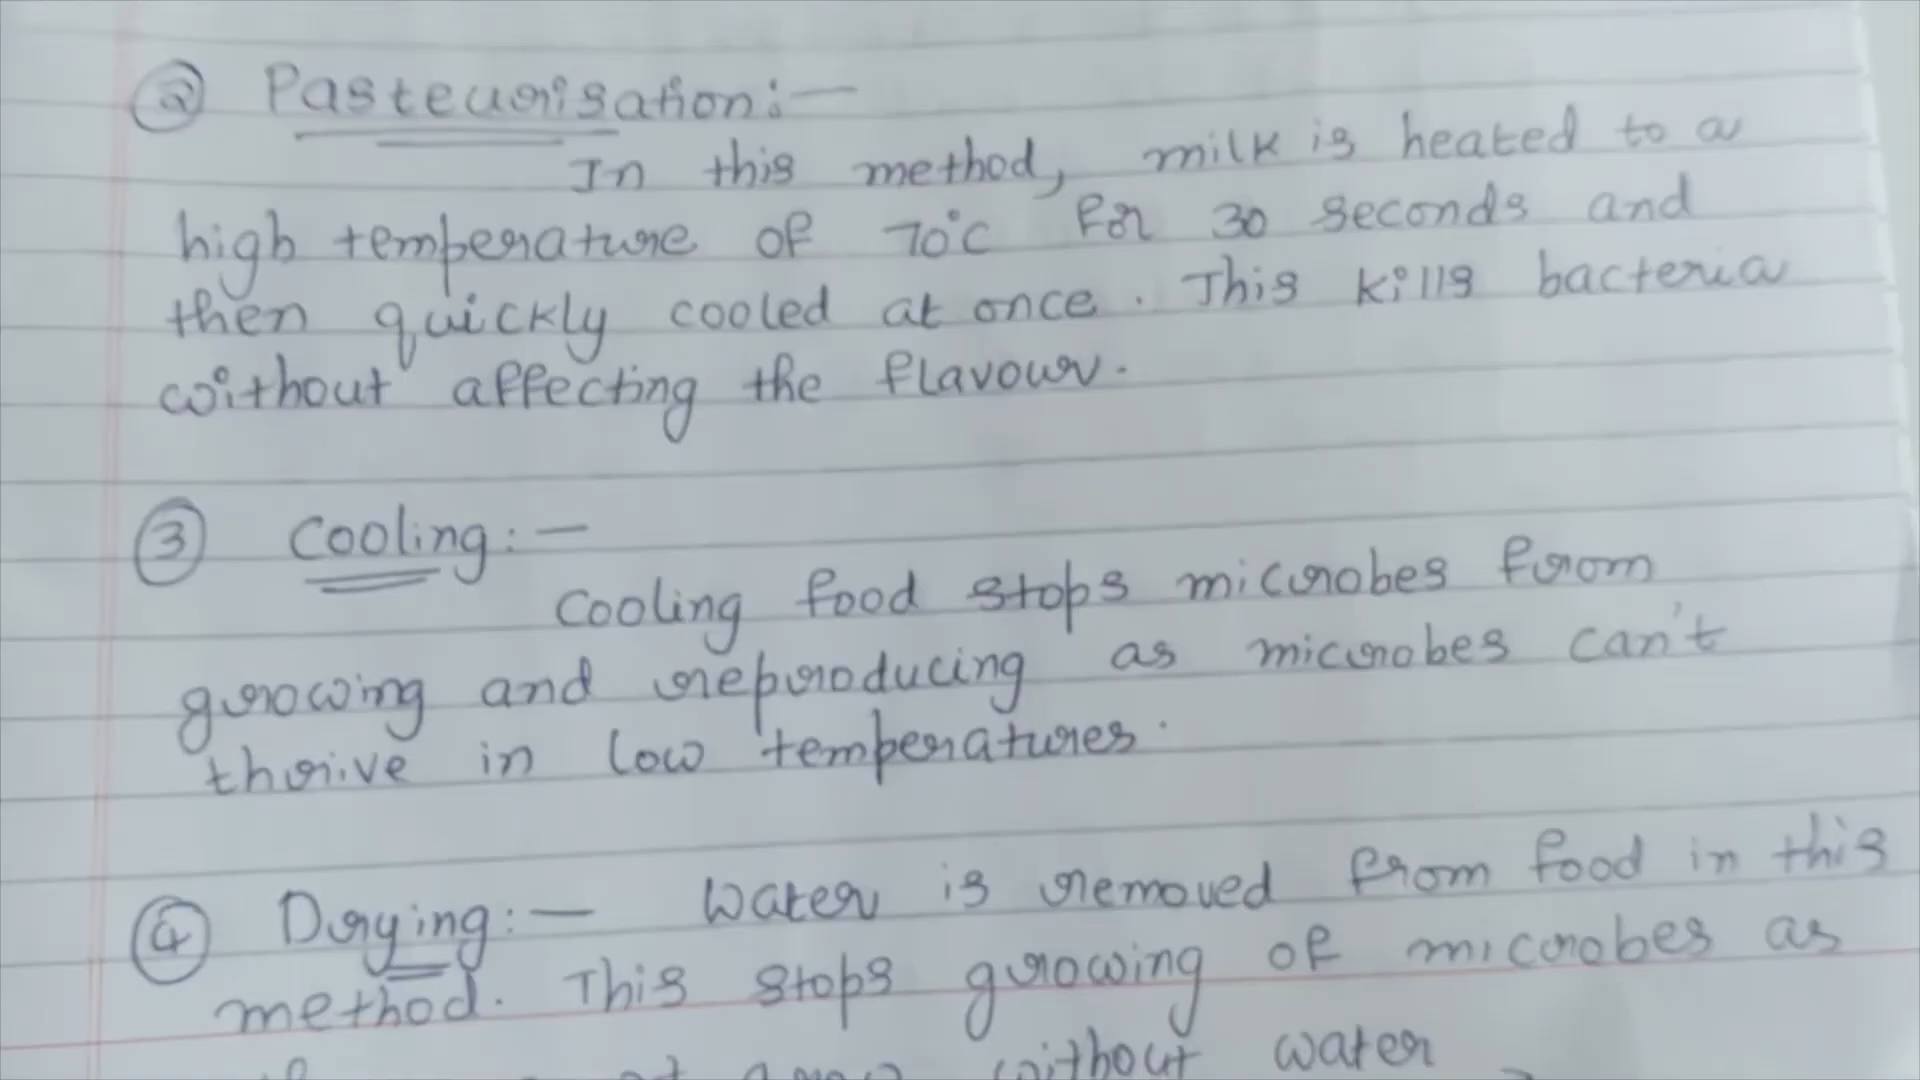 ② Pasteurisation:—
In this method, milk is heated to a
high temperature of 70°C for 30 seconds and
then quickly cooled at once. This kills bacteria
without affecting the flavour.
③ Cooling:—
Cooling food stops microbes from
growing and reproducing as microbes can't
thrive in low temperatures.
④ Drying:— Water is removed from food in this
method. This stops growing of microbes as
without water